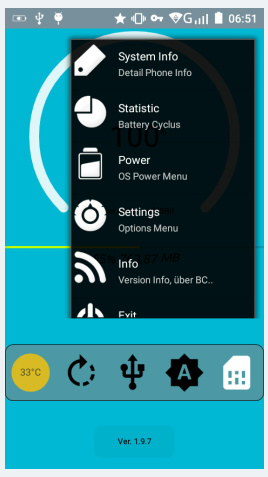 G 06:51
System Info
Detail Phone Info
Statistic
Battery Cyclus
100
Power
OS Power Menu
Settings
Options Menu
Info
Version Info, über BC..
Exit
33°C
A
Ver. 1.9.7